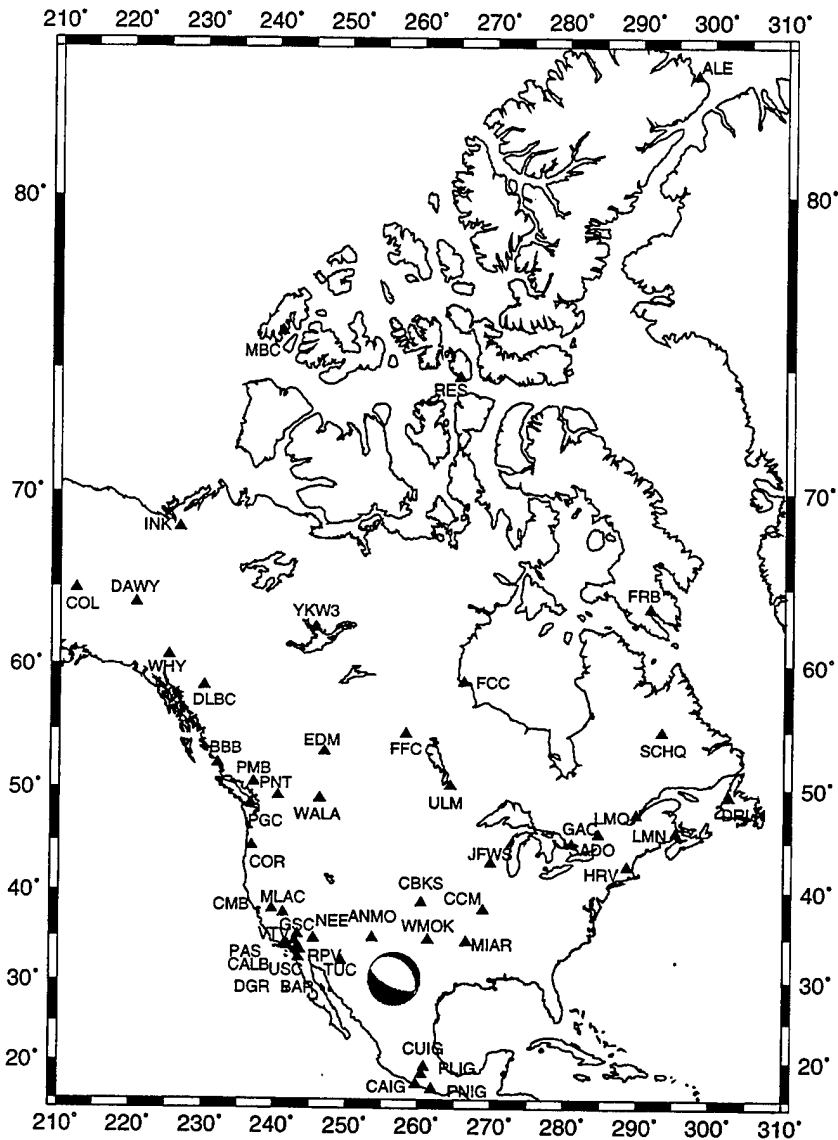 210° 220° 230° 240° 250° 260° 270° 280° 290° 300° 310°
ALE
80° 80°
MBC
RES
70° 70°
INK
DAWY
COL
YKW3
FRB
60° 60°
WHY
FCC
DLBC
EDM
FFC
SCHQ
BBB
PMB
PNT
50° 50°
ULM
WALA
PGC
GAC LMQ
DRLN
ADO LMN
COR
JFWS
HRV
40° 40°
CBKS
CCM
CMB MLAC
GSC NEE ANMO
WMOK
VTV
MIAR
PAS RPV
CALB USC TUC
30° 30°
DGR BAR
20° 20°
CUIG
PLIG
CAIG PNIG
210° 220° 230° 240° 250° 260° 270° 280° 290° 300° 310°